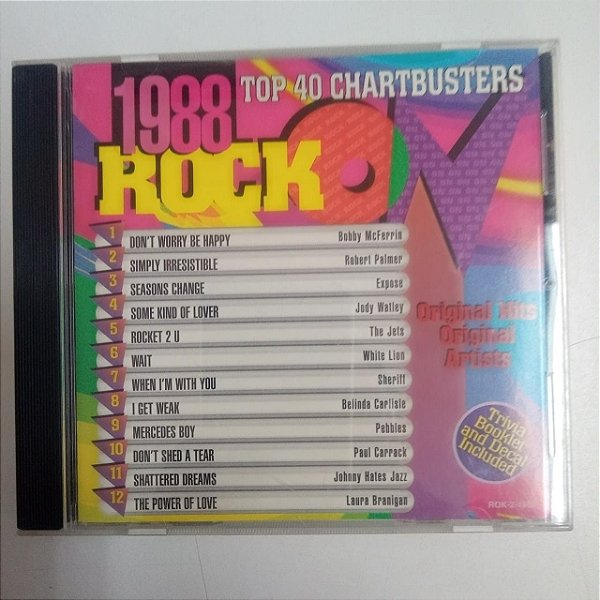 TOP 40 CHARTBUSTERS
1988
ROCK ON
1 DON'T WORRY BE HAPPY Bobby McFerrin
2 SIMPLY IRRESISTIBLE Robert Palmer
3 SEASONS CHANGE Expose
4 SOME KIND OF LOVER Jody Watley
5 ROCKET 2 U The Jets
6 WAIT White Lion
7 WHEN I'M WITH YOU Sheriff
8 I GET WEAK Belinda Carlisle
9 MERCEDES BOY Pebbles
10 DON'T SHED A TEAR Paul Carrack
11 SHATTERED DREAMS Johnny Hates Jazz
12 THE POWER OF LOVE Laura Branigan
Original Hits
Original
Artists
Trivia
Booklet
and Decal
Included